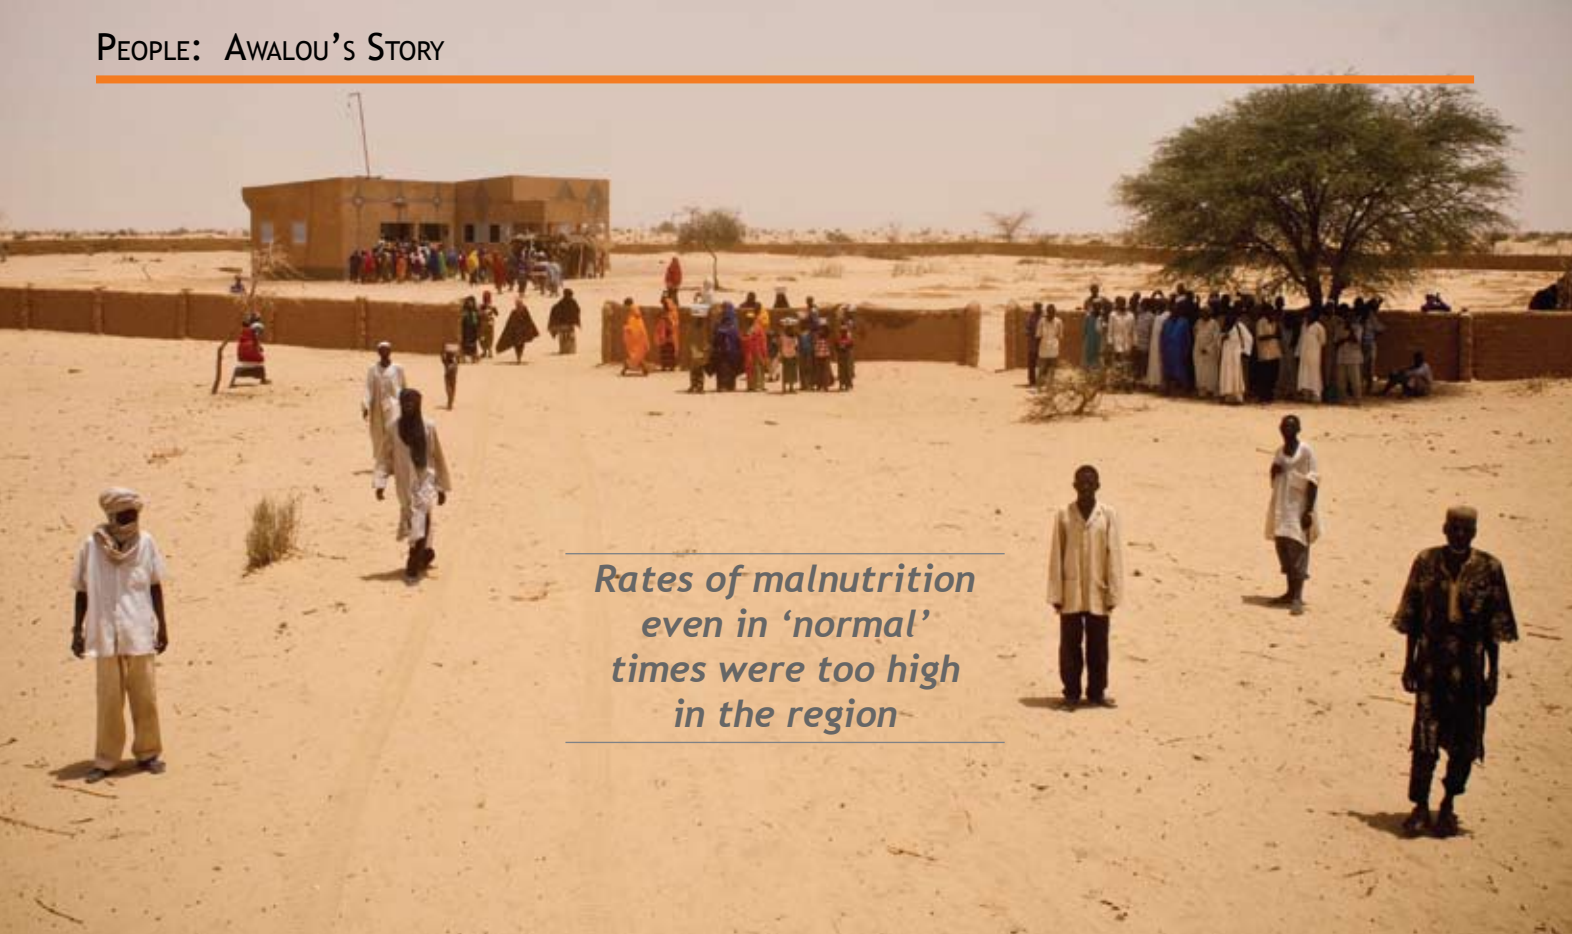 People: Awalou’s Story
Rates of malnutrition
even in ‘normal’
times were too high
in the region